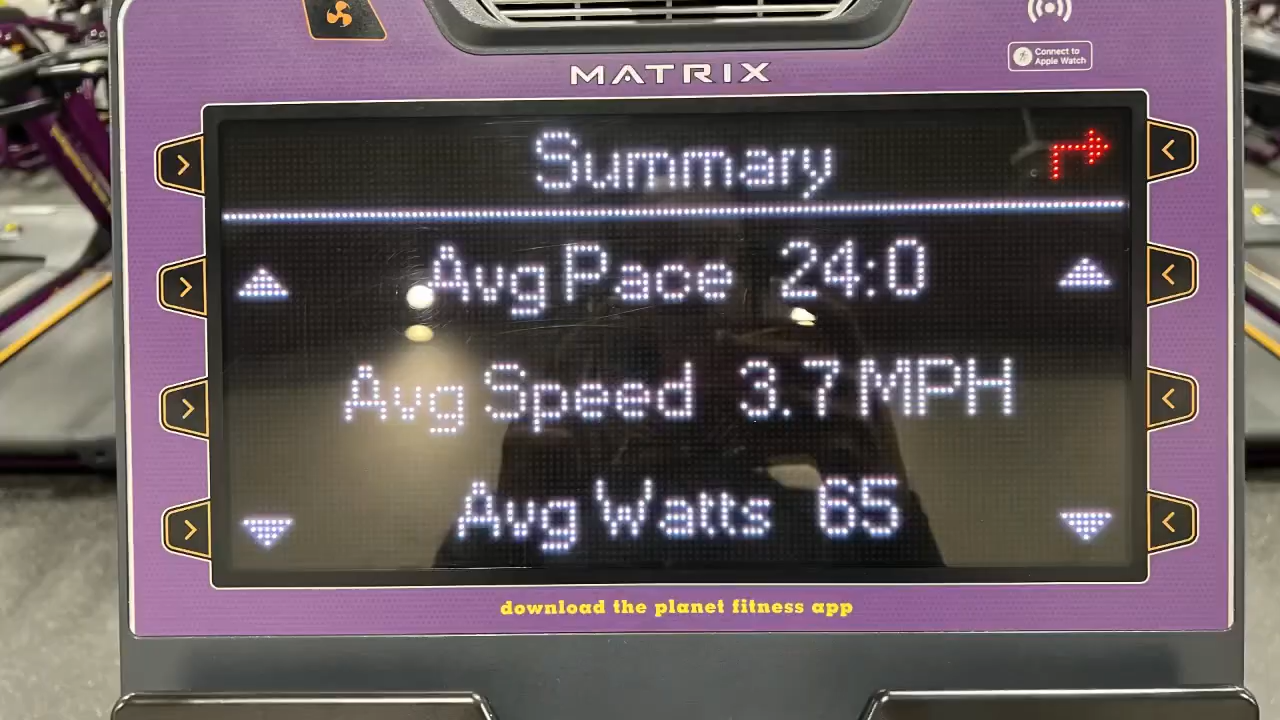 MATRIX
Connect to
Apple Watch
Summary
Avg Pace 24:0
Avg Speed 3.7 MPH
Avg Watts 65
download the planet fitness app